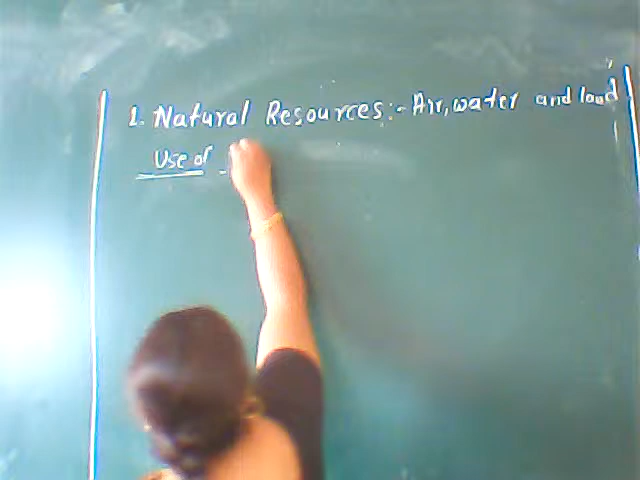 1. Natural Resources:- Air, water and land
Use of